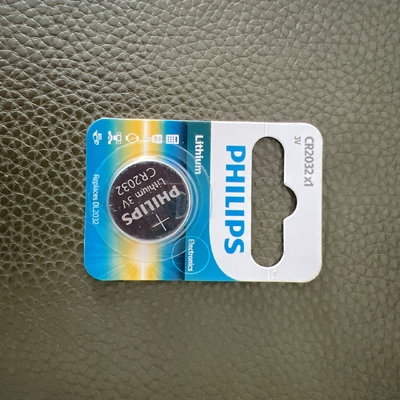 CR2032 x1
3V
PHILIPS
Lithium
Electronics
PHILIPS
Lithium 3V
CR2032
+
Replaces DL2032